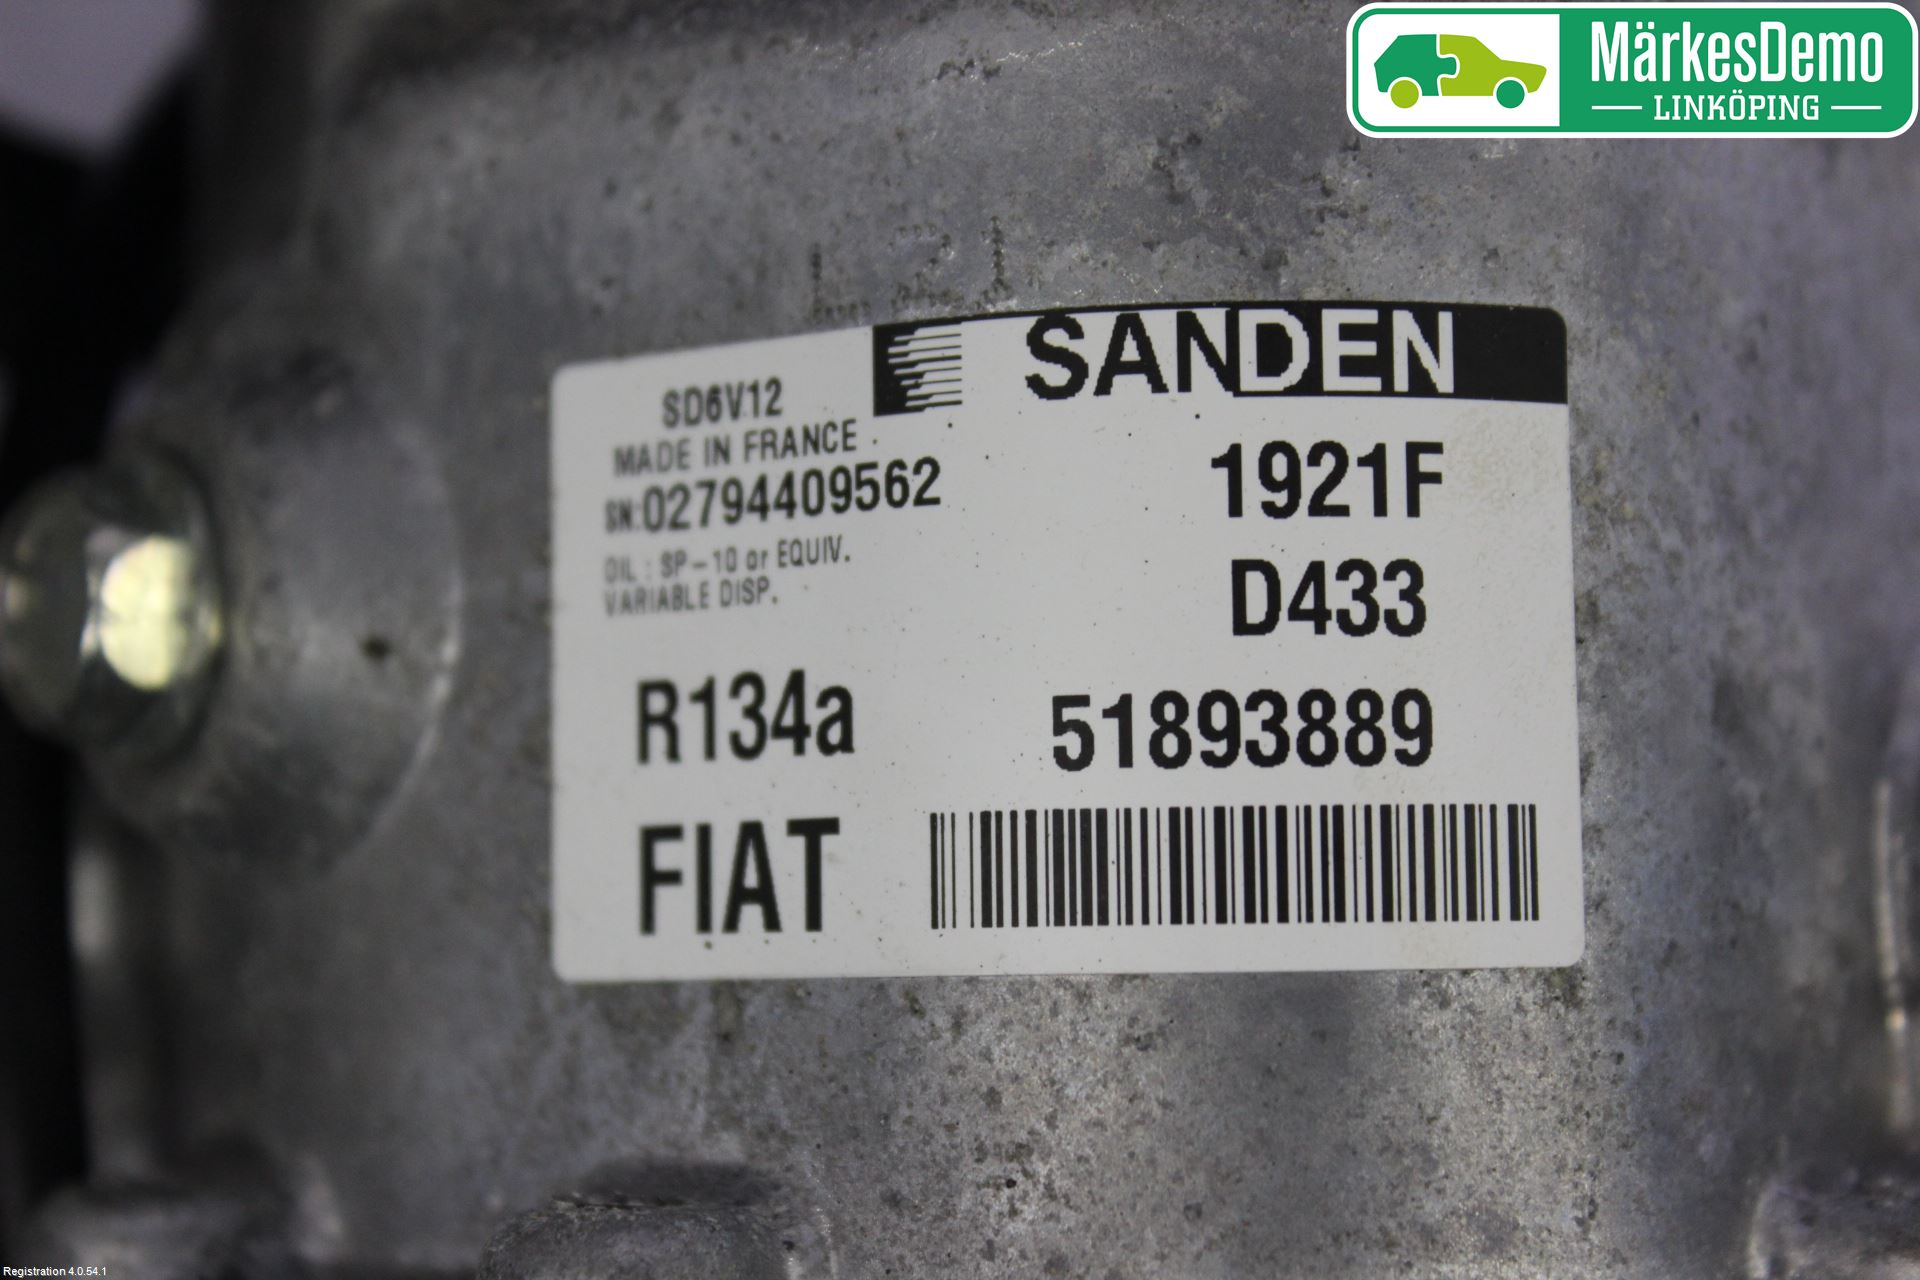 MärkesDemo
LINKÖPING
SANDEN
SD6V12
MADE IN FRANCE
SN:02794409562
OIL : SP-10 or EQUIV.
VARIABLE DISP.
1921F
D433
R134a
51893889
FIAT
Registration 4.0.54.1